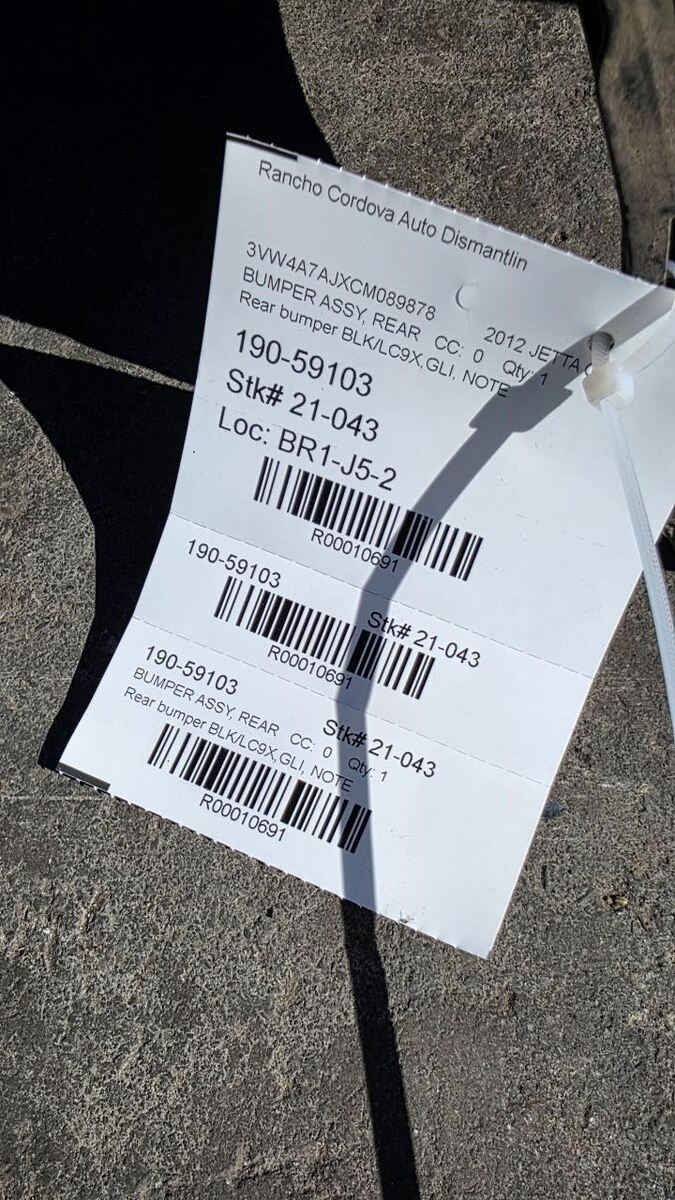 Rancho Cordova Auto Dismantlin
3VW4A7AJXCM089878 2012 JETTA
BUMPER ASSY, REAR CC: 0 Qty: 1
Rear bumper BLK/LC9X,GLI, NOTE
190-59103
Stk# 21-043
Loc: BR1-J5-2
R00010691
190-59103 Stk# 21-043
R00010691
190-59103 Stk# 21-043
BUMPER ASSY, REAR CC: 0 Qty: 1
Rear bumper BLK/LC9X,GLI, NOTE
R00010691